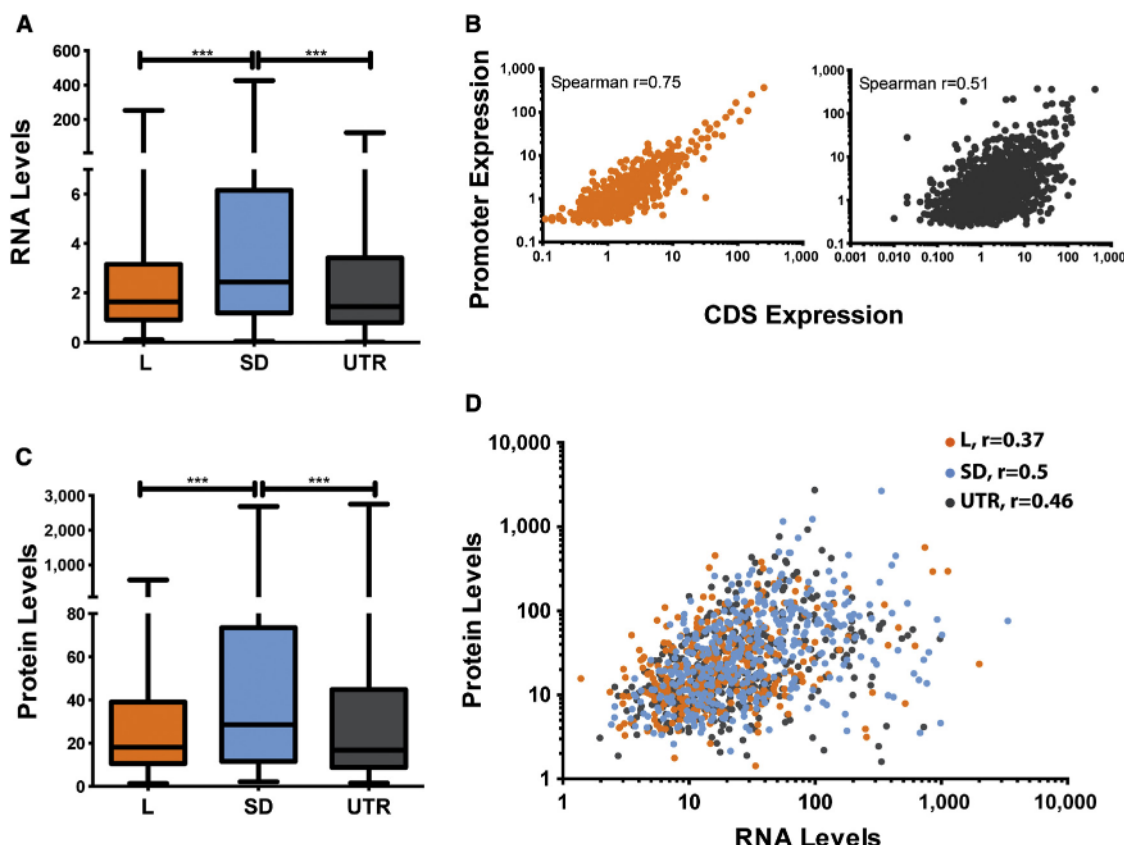 A
RNA Levels
600
400
200
6
4
2
0
***
***
L
SD
UTR
B
Promoter Expression
1,000
100
10
1
0.1
Spearman r=0.75
0.1
1
10
100
1,000
1,000
100
10
1
0.1
Spearman r=0.51
0.001
0.010
0.100
1
10
100
1,000
CDS Expression
C
Protein Levels
3,000
2,000
1,000
80
60
40
20
0
***
***
L
SD
UTR
D
Protein Levels
10,000
1,000
100
10
1
L, r=0.37
SD, r=0.5
UTR, r=0.46
1
10
100
1,000
10,000
RNA Levels